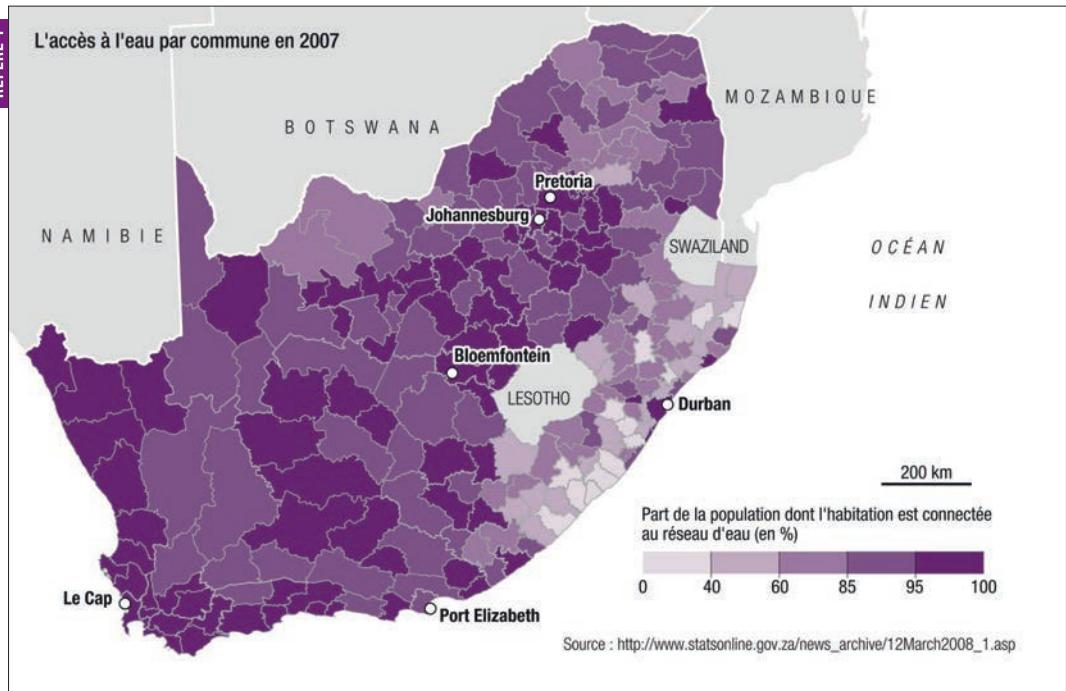 L'accès à l'eau par commune en 2007
MOZAMBIQUE
BOTSWANA
Pretoria
Johannesburg
NAMIBIE
SWAZILAND
OCÉAN
INDIEN
Bloemfontein
LESOTHO
Durban
200 km
Part de la population dont l'habitation est connectée
au réseau d'eau (en %)
0 40 60 85 95 100
Le Cap
Port Elizabeth
Source : http://www.statsonline.gov.za/news_archive/12March2008_1.asp